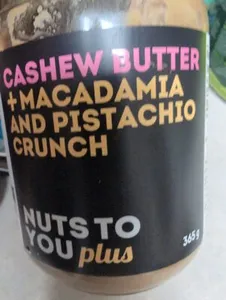 CASHEW BUTTER
+MACADAMIA
AND PISTACHIO
CRUNCH
NUTS TO
YOU plus
365g